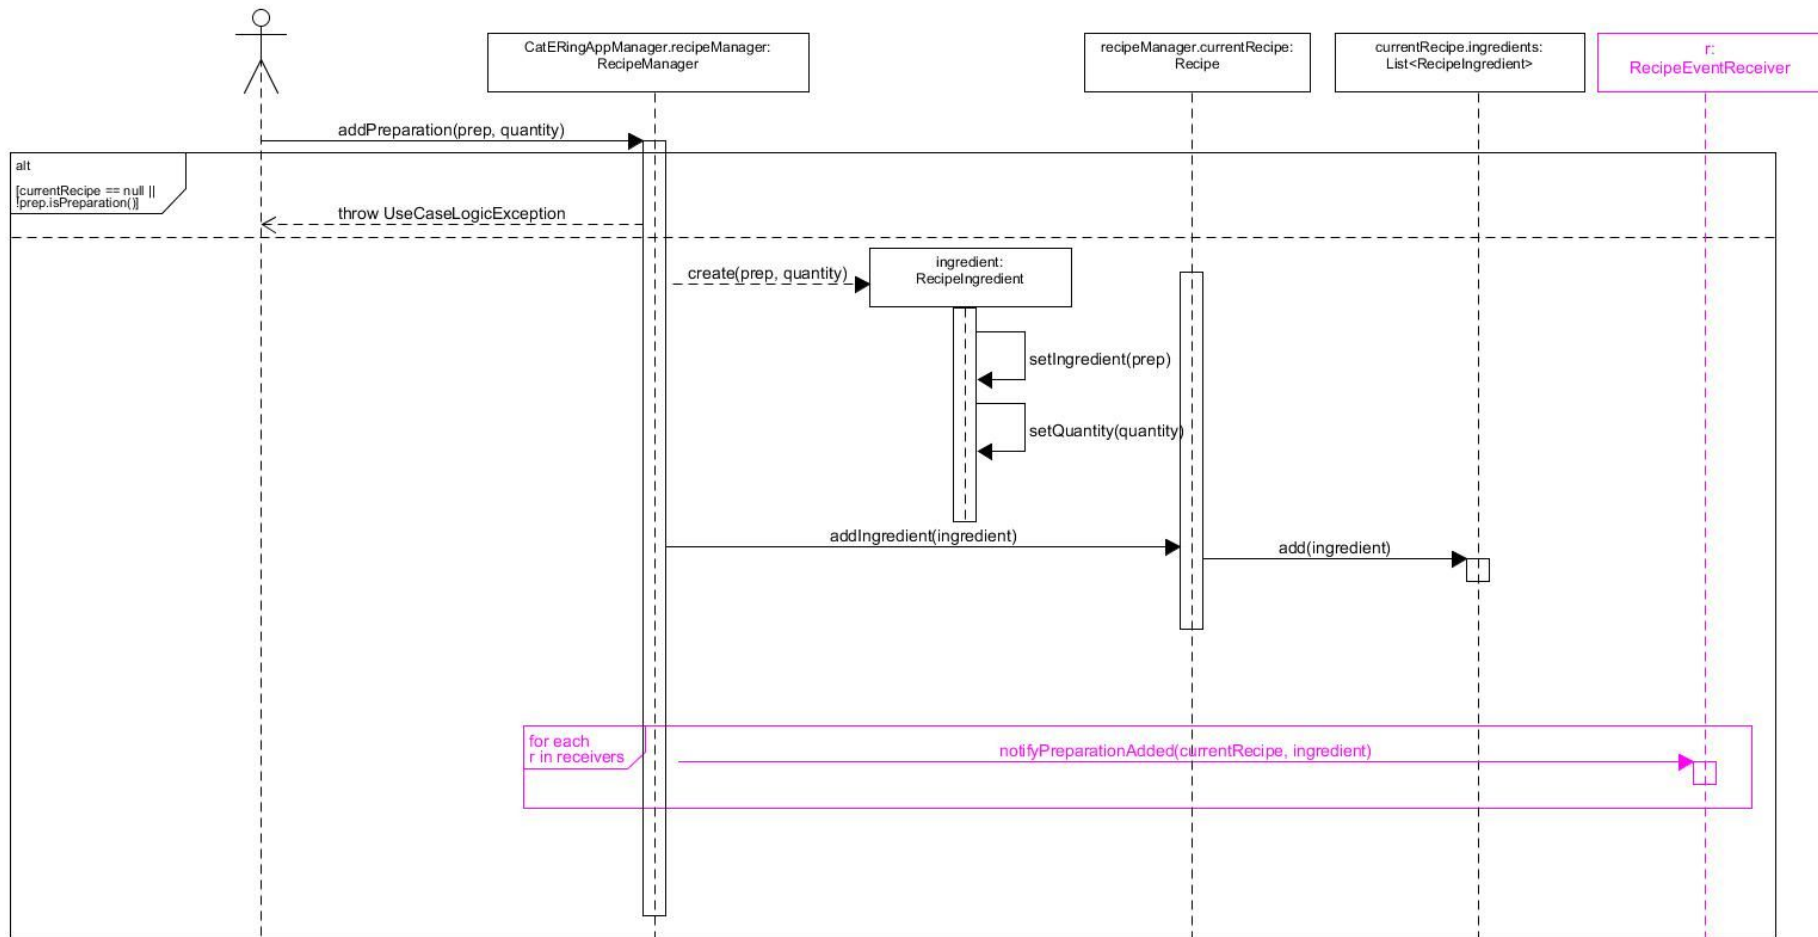 CatERingAppManager.recipeManager:
RecipeManager
recipeManager.currentRecipe:
Recipe
currentRecipe.ingredients:
List<RecipeIngredient>
r:
RecipeEventReceiver
addPreparation(prep, quantity)
alt
[currentRecipe == null ||
!prep.isPreparation()]
throw UseCaseLogicException
create(prep, quantity)
ingredient:
RecipeIngredient
setIngredient(prep)
setQuantity(quantity)
addIngredient(ingredient)
add(ingredient)
for each
r in receivers
notifyPreparationAdded(currentRecipe, ingredient)